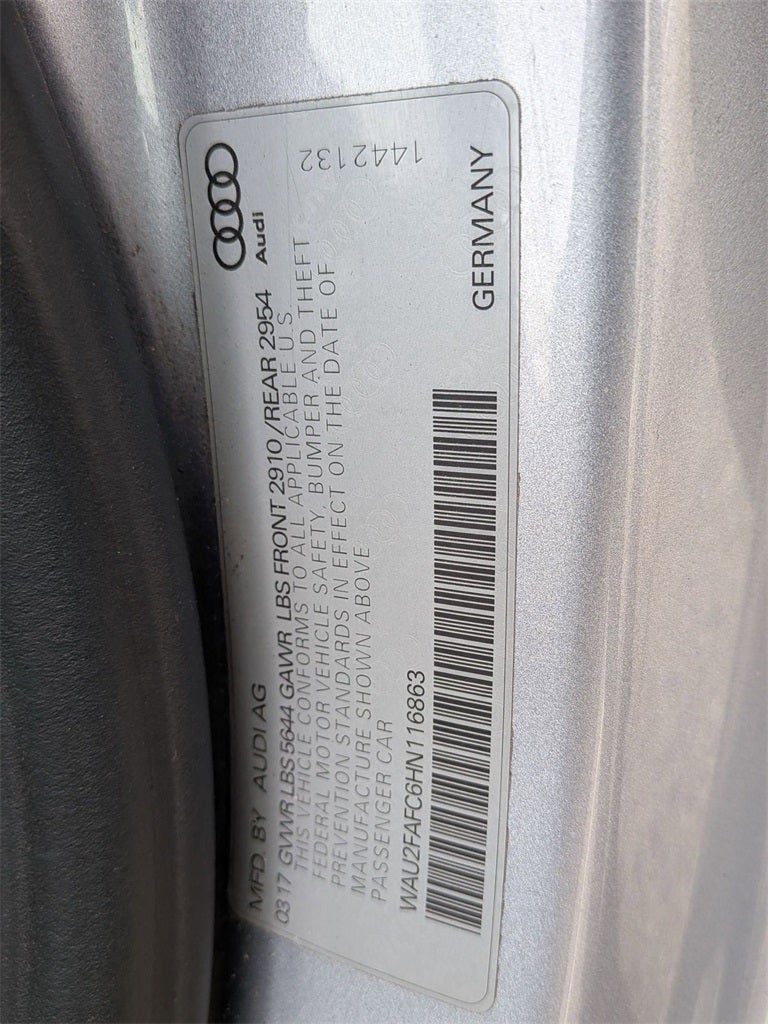 MFD. BY AUDI AG
Audi
03 17 GVWR LBS 5644 GAWR LBS FRONT 2910/REAR 2954
THIS VEHICLE CONFORMS TO ALL APPLICABLE U.S
FEDERAL MOTOR VEHICLE SAFETY, BUMPER AND THEFT
PREVENTION STANDARDS IN EFFECT ON THE DATE OF
MANUFACTURE SHOWN ABOVE
PASSENGER CAR
1442132
WAU2FAFC6HN116863
GERMANY